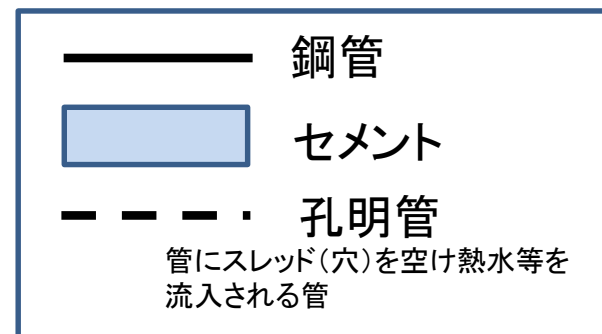 鋼管
セメント
孔明管
管にスレッド（穴）を空け熱水等を
流入される管